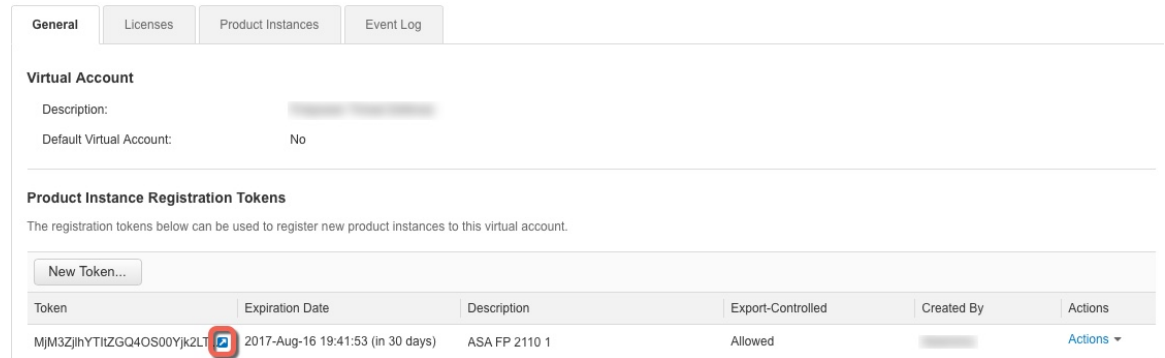 General Licenses Product Instances Event Log
Virtual Account
Description:
Default Virtual Account: No
Product Instance Registration Tokens
The registration tokens below can be used to register new product instances to this virtual account.
New Token...
Token Expiration Date Description Export-Controlled Created By Actions
2017-Aug-16 19:41:53 (in 30 days) ASA FP 2110 1 Allowed Actions